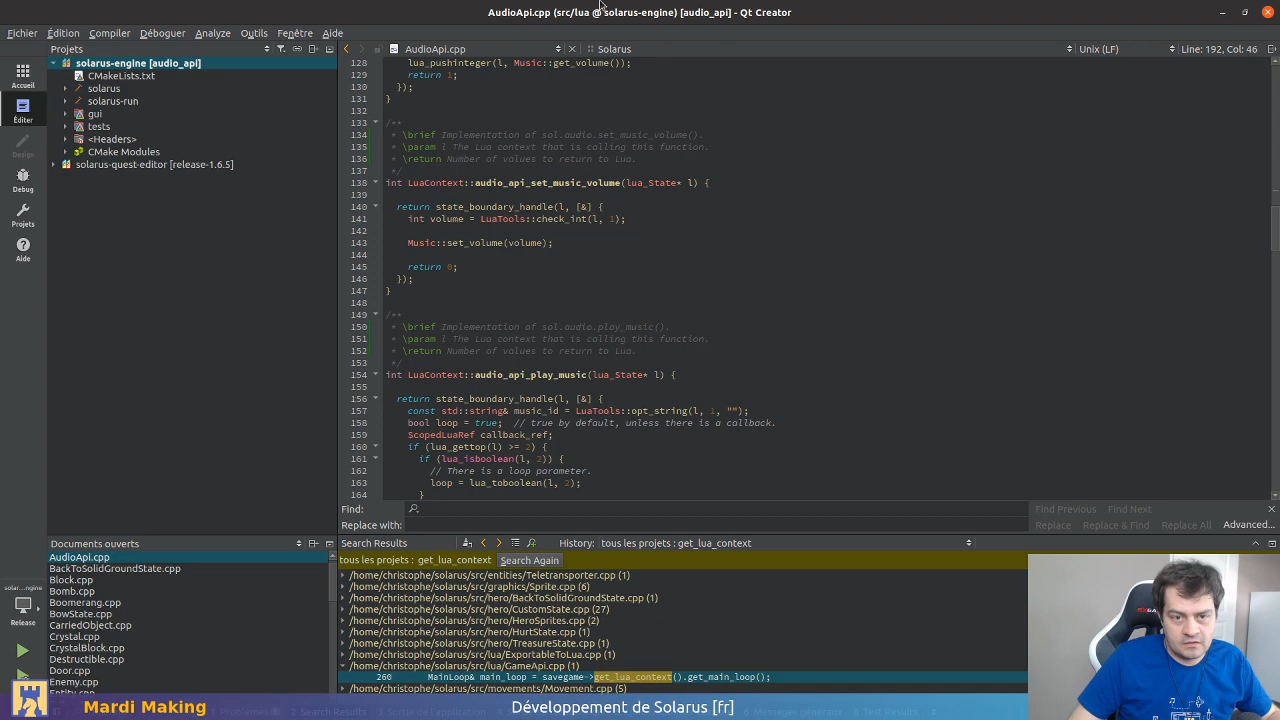 AudioApi.cpp (src/lua @ solarus-engine) [audio_api] - Qt Creator
Fichier Édition Compiler Déboguer Analyze Outils Fenêtre Aide
Projets
AudioApi.cpp
Solarus
Unix (LF)
Line: 192, Col: 46
solarus-engine [audio_api]
CMakeLists.txt
solarus
solarus-run
gui
tests
<Headers>
CMake Modules
solarus-quest-editor [release-1.6.5]
Accueil
Éditer
Design
Debug
Projets
Aide
128 lua_pushinteger(l, Music::get_volume());
129 return 1;
130 });
131 }
132
133 /**
134 * \brief Implementation of sol.audio.set_music_volume().
135 * \param l The Lua context that is calling this function.
136 * \return Number of values to return to Lua.
137 */
138 int LuaContext::audio_api_set_music_volume(lua_State* l) {
139
140 return state_boundary_handle(l, [&] {
141 int volume = LuaTools::check_int(l, 1);
142
143 Music::set_volume(volume);
144
145 return 0;
146 });
147 }
148
149 /**
150 * \brief Implementation of sol.audio.play_music().
151 * \param l The Lua context that is calling this function.
152 * \return Number of values to return to Lua.
153 */
154 int LuaContext::audio_api_play_music(lua_State* l) {
155
156 return state_boundary_handle(l, [&] {
157 const std::string& music_id = LuaTools::opt_string(l, 1, "");
158 bool loop = true; // true by default, unless there is a callback.
159 ScopedLuaRef callback_ref;
160 if (lua_gettop(l) >= 2) {
161 if (lua_isboolean(l, 2)) {
162 // There is a loop parameter.
163 loop = lua_toboolean(l, 2);
164 }
Find:
Find Previous Find Next
Replace with:
Replace Replace & Find Replace All Advanced...
Documents ouverts
AudioApi.cpp
BackToSolidGroundState.cpp
Block.cpp
Bomb.cpp
Boomerang.cpp
BowState.cpp
CarriedObject.cpp
Crystal.cpp
CrystalBlock.cpp
Destructible.cpp
Door.cpp
Enemy.cpp
Search Results
History: tous les projets : get_lua_context
tous les projets : get_lua_context Search Again
/home/christophe/solarus/src/entities/Teletransporter.cpp (1)
/home/christophe/solarus/src/graphics/Sprite.cpp (6)
/home/christophe/solarus/src/hero/BackToSolidGroundState.cpp (1)
/home/christophe/solarus/src/hero/CustomState.cpp (27)
/home/christophe/solarus/src/hero/HeroSprites.cpp (2)
/home/christophe/solarus/src/hero/HurtState.cpp (1)
/home/christophe/solarus/src/hero/TreasureState.cpp (1)
/home/christophe/solarus/src/lua/ExportableToLua.cpp (1)
/home/christophe/solarus/src/lua/GameApi.cpp (1)
260 MainLoop& main_loop = savegame->get_lua_context().get_main_loop();
/home/christophe/solarus/src/movements/Movement.cpp (5)
solar…ngine
Release
Mardi Making
Développement de Solarus [fr]